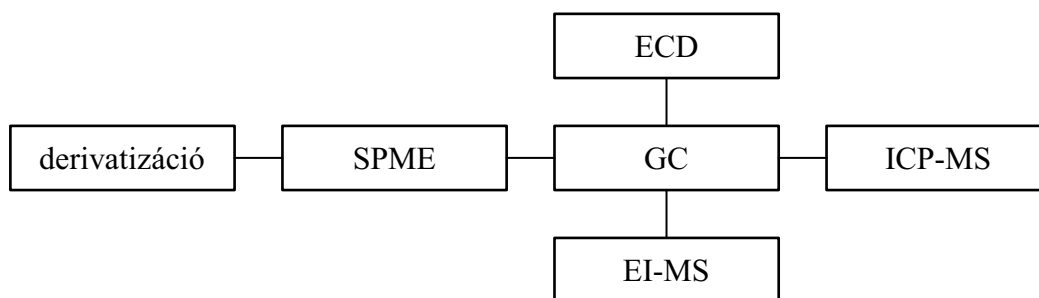 ECD
derivatizáció
SPME
GC
ICP-MS
EI-MS